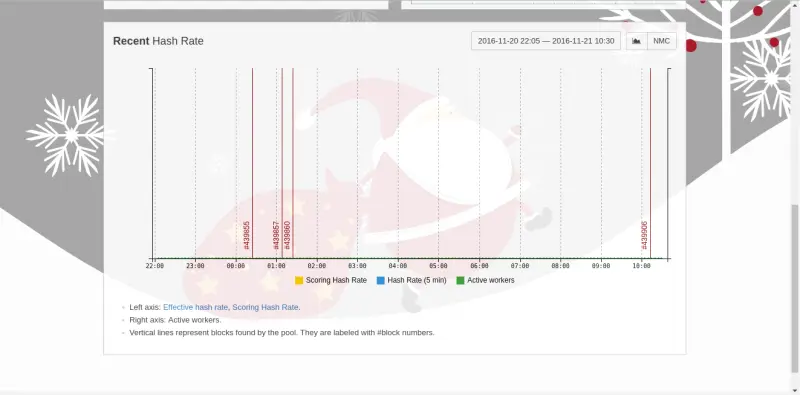 Recent Hash Rate
2016-11-20 22:05 — 2016-11-21 10:30
NMC
#439855
#439857
#439860
#439906
22:00 23:00 00:00 01:00 02:00 03:00 04:00 05:00 06:00 07:00 08:00 09:00 10:00
Scoring Hash Rate Hash Rate (5 min) Active workers
Left axis: Effective hash rate, Scoring Hash Rate.
Right axis: Active workers.
Vertical lines represent blocks found by the pool. They are labeled with #block numbers.